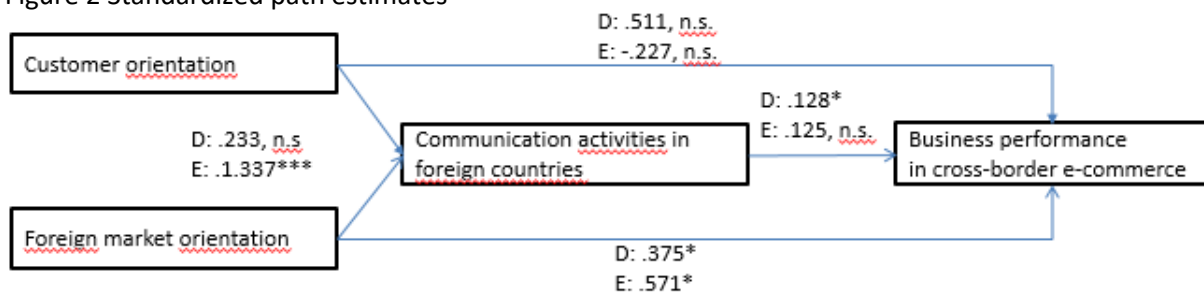 Figure 2 Standardized path estimates
D: .511, n.s.
E: -.227, n.s.
Customer orientation
D: .128*
E: .125, n.s.
D: .233, n.s
E: .1.337***
Communication activities in
foreign countries
Business performance
in cross-border e-commerce
Foreign market orientation
D: .375*
E: .571*